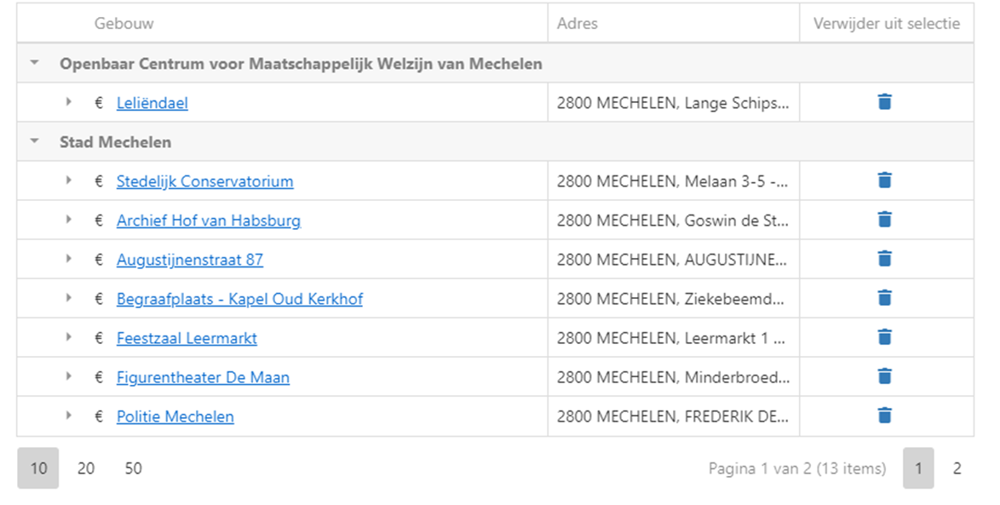 Gebouw Adres Verwijder uit selectie
Openbaar Centrum voor Maatschappelijk Welzijn van Mechelen
€ Leliëndael 2800 MECHELEN, Lange Schips...
Stad Mechelen
€ Stedelijk Conservatorium 2800 MECHELEN, Melaan 3-5 -...
€ Archief Hof van Habsburg 2800 MECHELEN, Goswin de St...
€ Augustijnenstraat 87 2800 MECHELEN, AUGUSTIJNE...
€ Begraafplaats - Kapel Oud Kerkhof 2800 MECHELEN, Ziekebeemd...
€ Feestzaal Leermarkt 2800 MECHELEN, Leermarkt 1 ...
€ Figurentheater De Maan 2800 MECHELEN, Minderbroed...
€ Politie Mechelen 2800 MECHELEN, FREDERIK DE...
10 20 50 Pagina 1 van 2 (13 items) 1 2